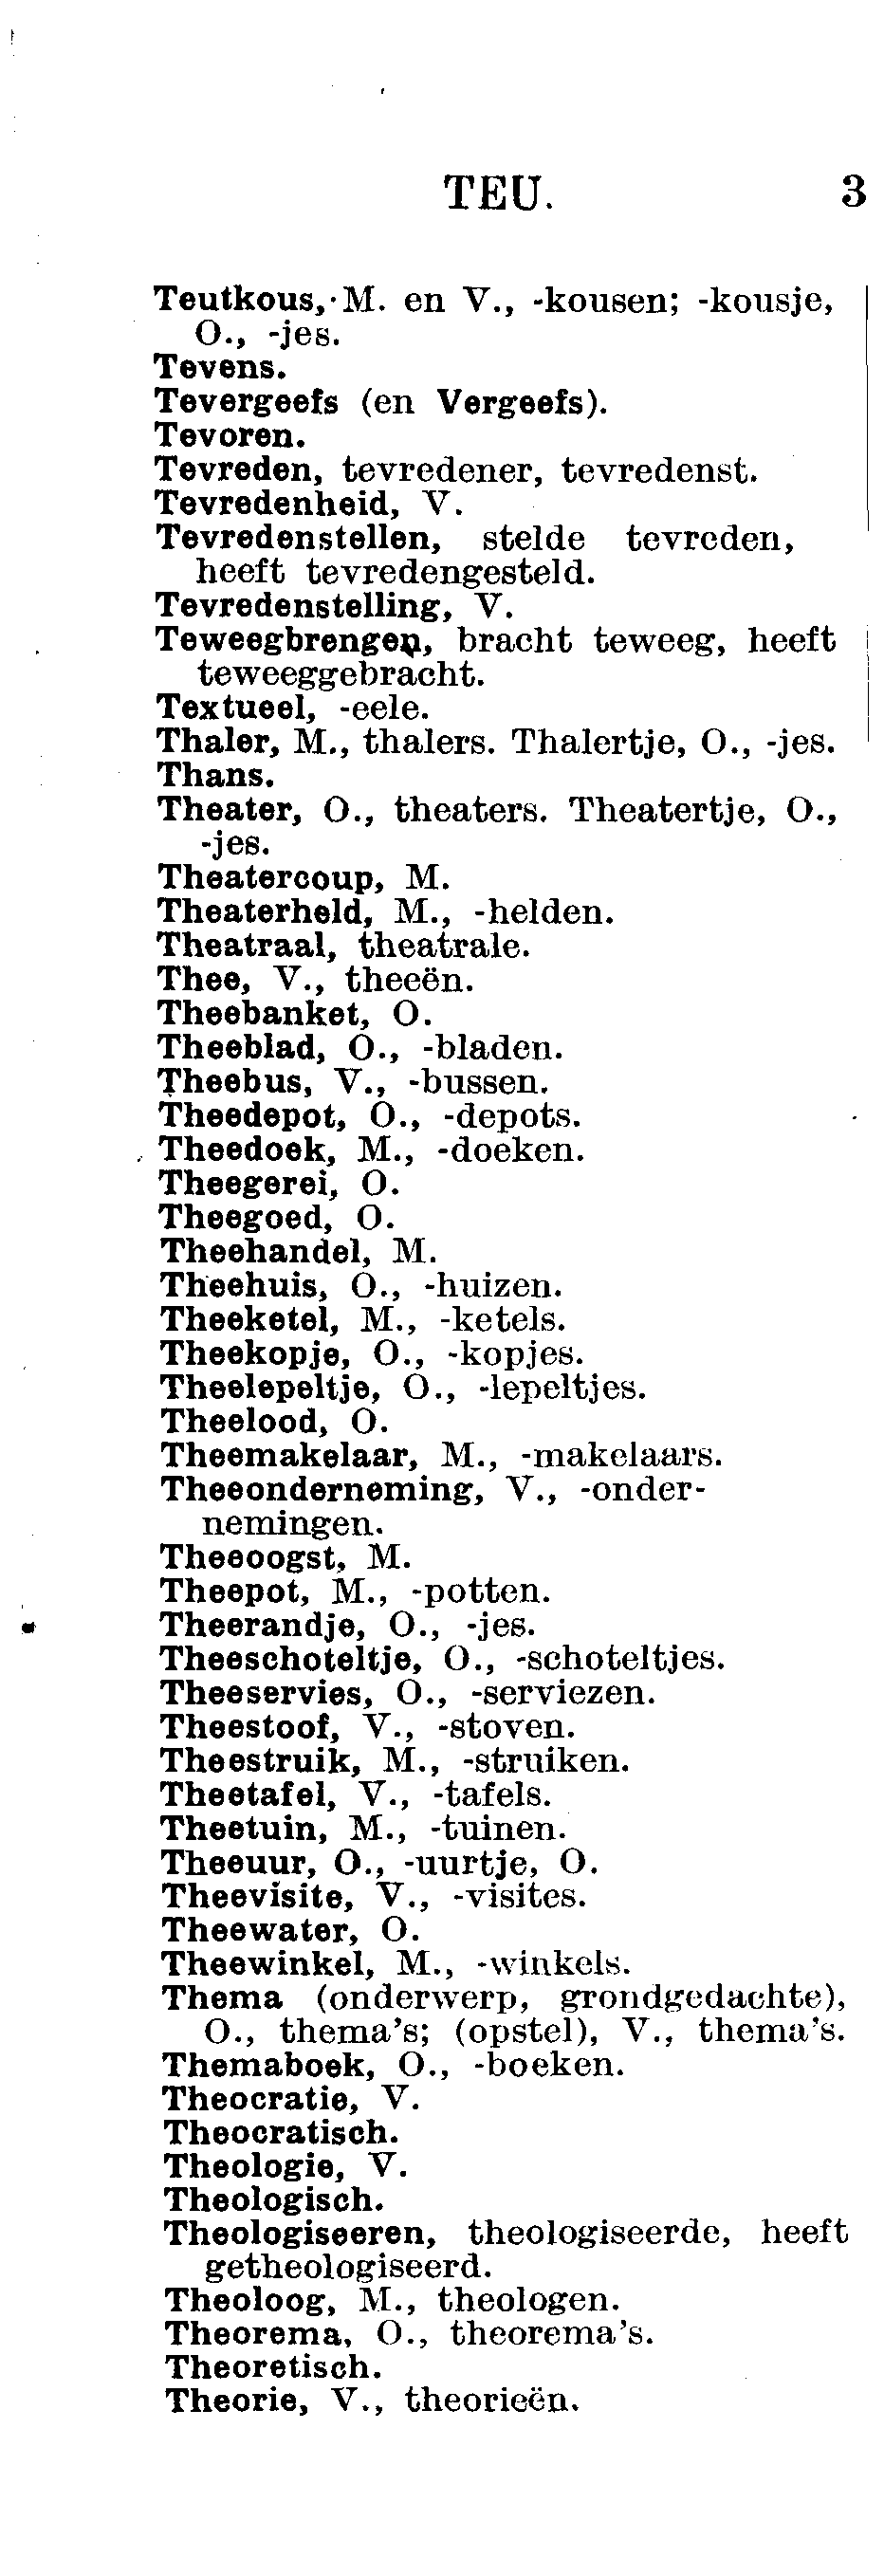 TEU. 3
Teutkous, M. en V., -kousen; -kousje,
O., -jes.
Tevens.
Tevergeefs (en Vergeefs).
Tevoren.
Tevreden, tevredener, tevredenst.
Tevredenheid, V.
Tevredenstellen, stelde tevreden,
heeft tevredengesteld.
Tevredenstelling, V.
Teweegbrengen, bracht teweeg, heeft
teweeggebracht.
Textueel, -eele.
Thaler, M., thalers. Thalertje, O., -jes.
Thans.
Theater, O., theaters. Theatertje, O.,
-jes.
Theatercoup, M.
Theaterheld, M., -helden.
Theatraal, theatrale.
Thee, V., theeën.
Theebanket, O.
Theeblad, O., -bladen.
Theebus, V., -bussen.
Theedepot, O., -depots.
Theedoek, M., -doeken.
Theegerei, O.
Theegoed, O.
Theehandel, M.
Theehuis, O., -huizen.
Theeketel, M., -ketels.
Theekopje, O., -kopjes.
Theelepeltje, O., -lepeltjes.
Theelood, O.
Theemakelaar, M., -makelaars.
Theeonderneming, V., -onder-
nemingen.
Theeoogst, M.
Theepot, M., -potten.
Theerandje, O., -jes.
Theeschoteltje, O., -schoteltjes.
Theeservies, O., -serviezen.
Theestoof, V., -stoven.
Theestruik, M., -struiken.
Theetafel, V., -tafels.
Theetuin, M., -tuinen.
Theeuur, O., -uurtje, O.
Theevisite, V., -visites.
Theewater, O.
Theewinkel, M., -winkels.
Thema (onderwerp, grondgedachte),
O., thema's; (opstel), V., thema's.
Themaboek, O., -boeken.
Theocratie, V.
Theocratisch.
Theologie, V.
Theologisch.
Theologiseeren, theologiseerde, heeft
getheologiseerd.
Theoloog, M., theologen.
Theorema, O., theorema's.
Theoretisch.
Theorie, V., theorieën.